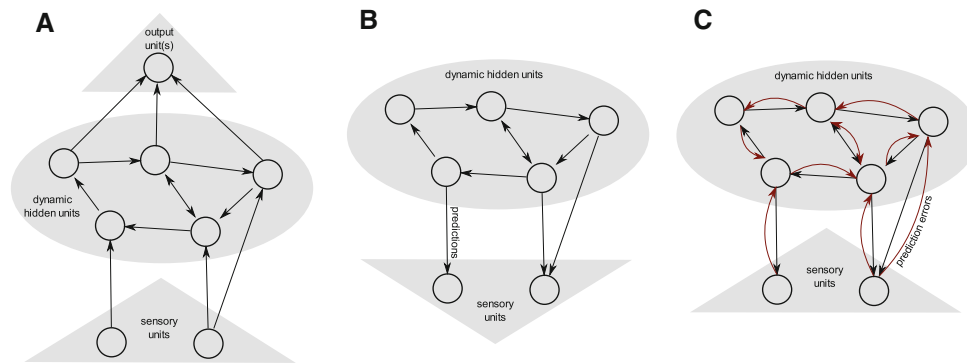 A
output
unit(s)
dynamic
hidden units
sensory
units
B
dynamic hidden units
predictions
sensory
units
C
dynamic hidden units
prediction errors
sensory
units